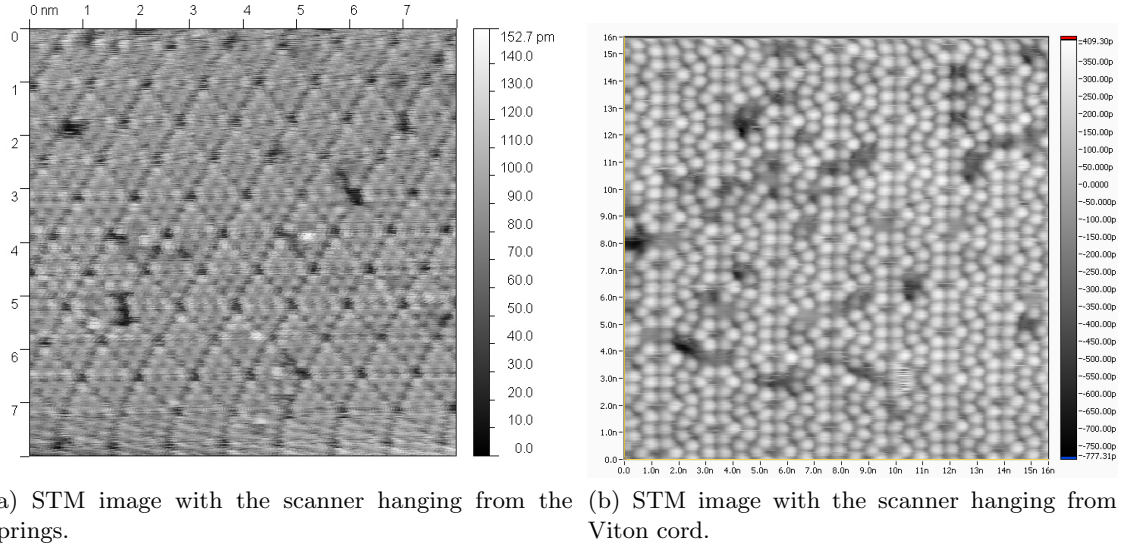 0 nm 1 2 3 4 5 6 7
0
1
2
3
4
5
6
7
152.7 pm
140.0
130.0
120.0
110.0
100.0
90.0
80.0
70.0
60.0
50.0
40.0
30.0
20.0
10.0
0.0
16n
15n
14n
13n
12n
11n
10n
9.0n
8.0n
7.0n
6.0n
5.0n
4.0n
3.0n
2.0n
1.0n
0.0
0.0 1.0n 2.0n 3.0n 4.0n 5.0n 6.0n 7.0n 8.0n 9.0n 10n 11n 12n 13n 14n 15n 16n
409.30p
350.00p
300.00p
250.00p
200.00p
150.00p
100.00p
50.000p
0.0000
-50.000p
-100.00p
-150.00p
-200.00p
-250.00p
-300.00p
-350.00p
-400.00p
-450.00p
-500.00p
-550.00p
-600.00p
-650.00p
-700.00p
-750.00p
-777.31p
a) STM image with the scanner hanging from the
prings.
(b) STM image with the scanner hanging from
Viton cord.